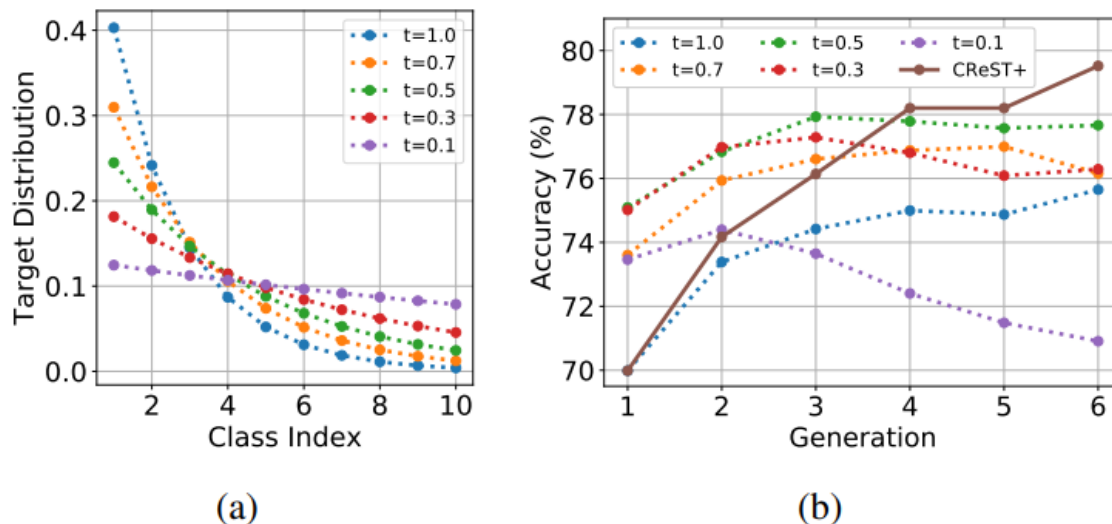 0.4
0.3
0.2
0.1
0.0
Target Distribution
t=1.0
t=0.7
t=0.5
t=0.3
t=0.1
2 4 6 8 10
Class Index
(a)
80
78
76
74
72
70
Accuracy (%)
t=1.0 t=0.5 t=0.1
t=0.7 t=0.3 CReST+
1 2 3 4 5 6
Generation
(b)